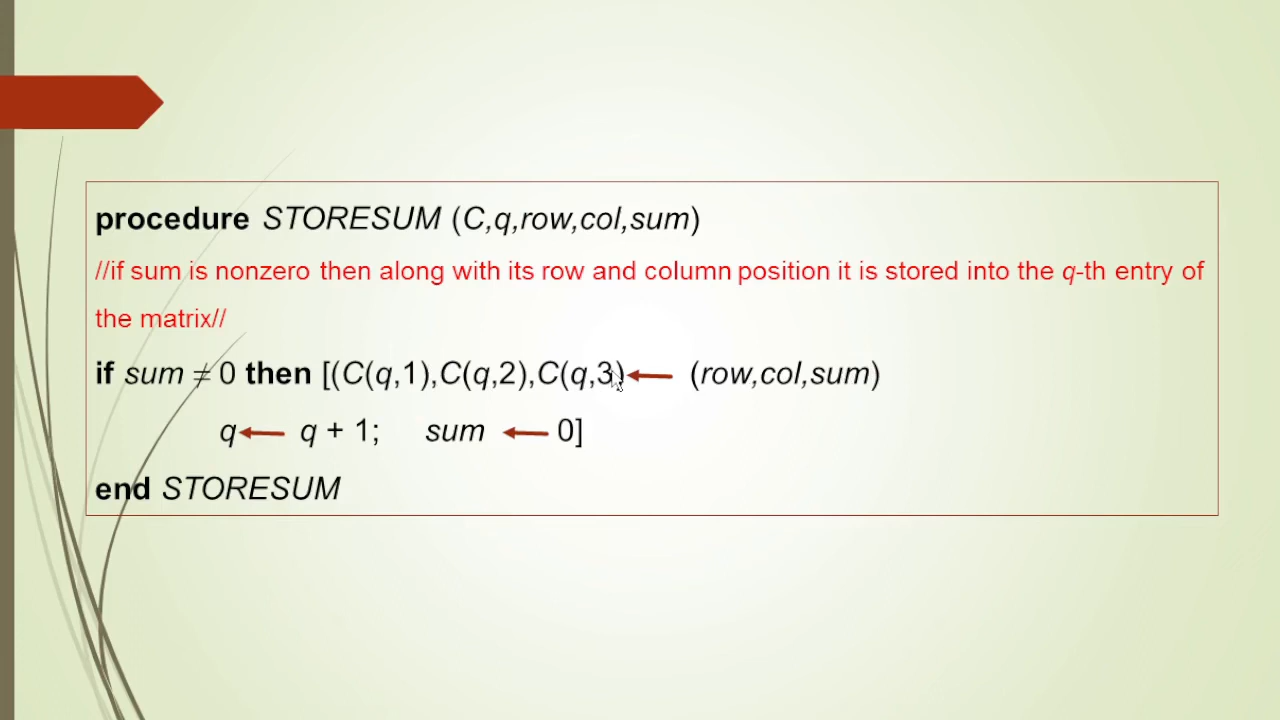 procedure STORESUM (C,q,row,col,sum)
//if sum is nonzero then along with its row and column position it is stored into the q-th entry of
the matrix//
if sum ≠ 0 then [(C(q,1),C(q,2),C(q,3) ← (row,col,sum)
q ← q + 1; sum ← 0]
end STORESUM